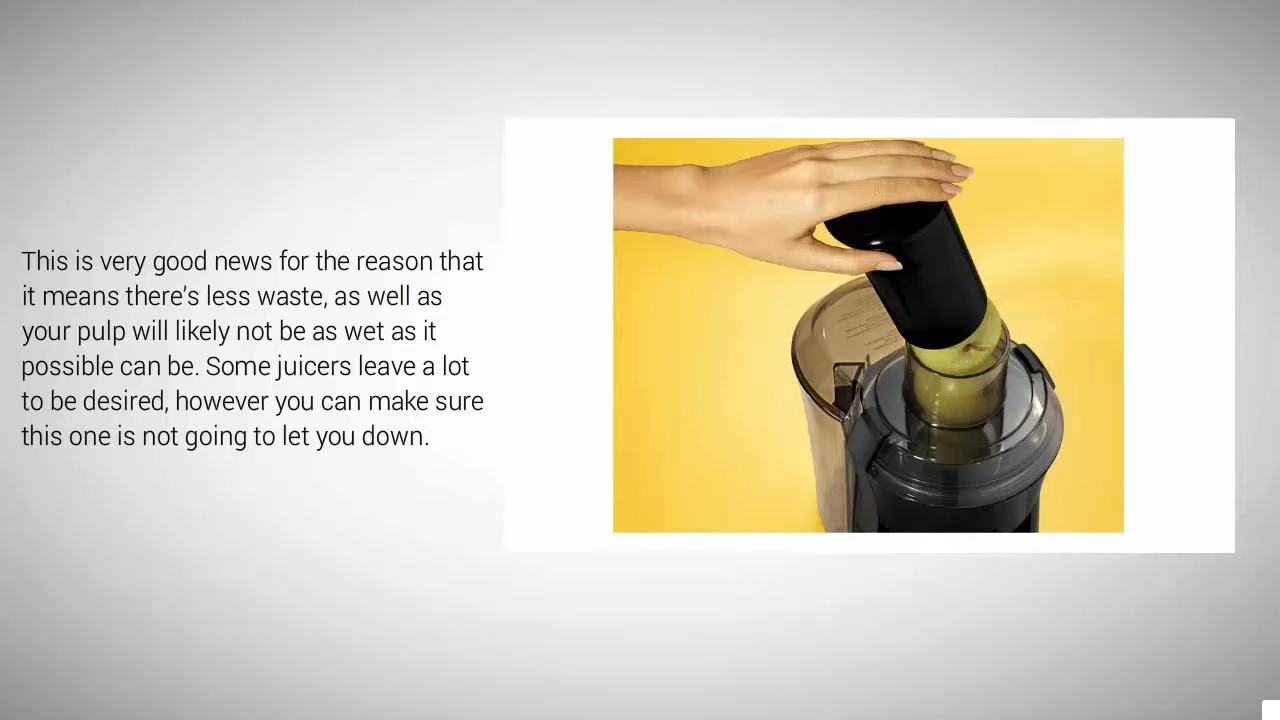 This is very good news for the reason that
it means there's less waste, as well as
your pulp will likely not be as wet as it
possible can be. Some juicers leave a lot
to be desired, however you can make sure
this one is not going to let you down.